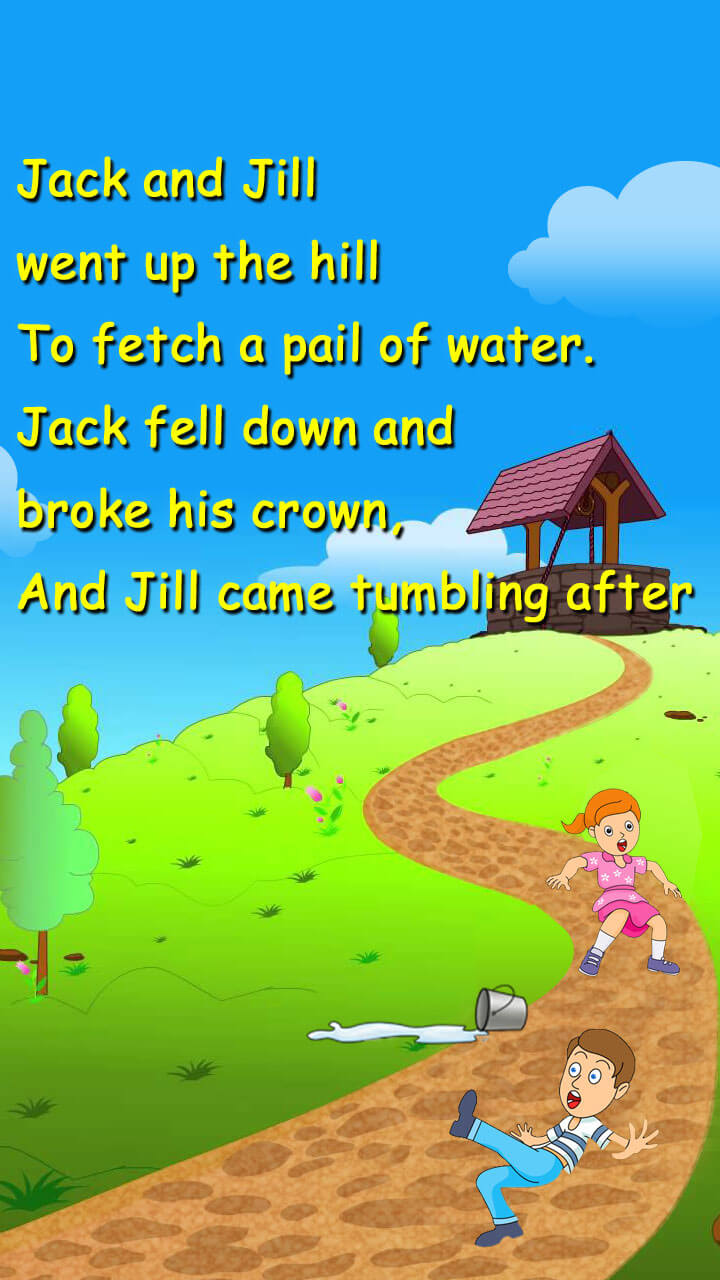 Jack and Jill
went up the hill
To fetch a pail of water.
Jack fell down and
broke his crown,
And Jill came tumbling after